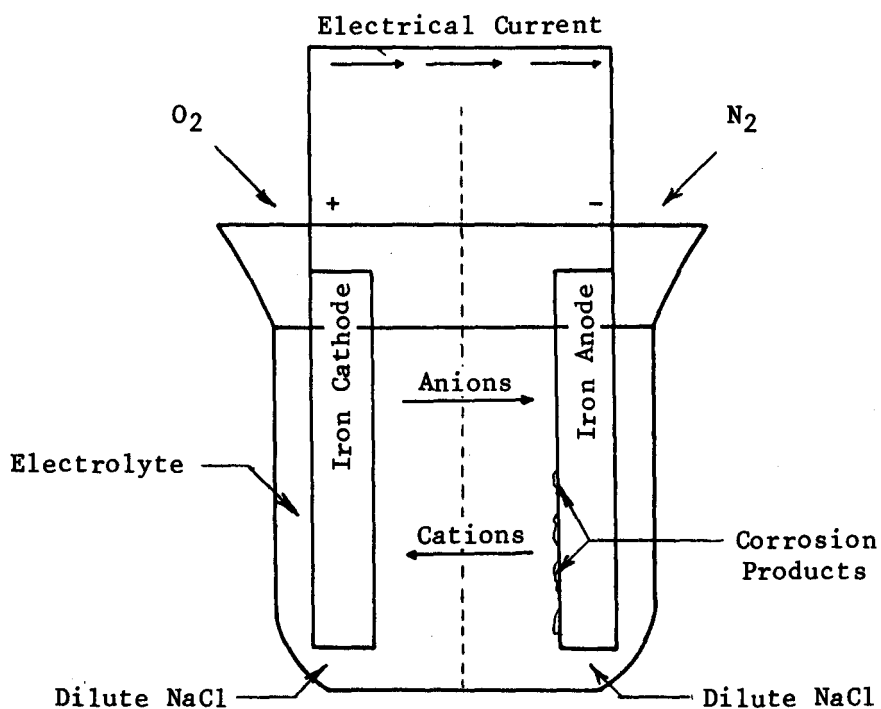 Electrical Current
O2
N2
+
-
Iron Cathode
Iron Anode
Anions
Electrolyte
Cations
Corrosion
Products
Dilute NaCl
Dilute NaCl